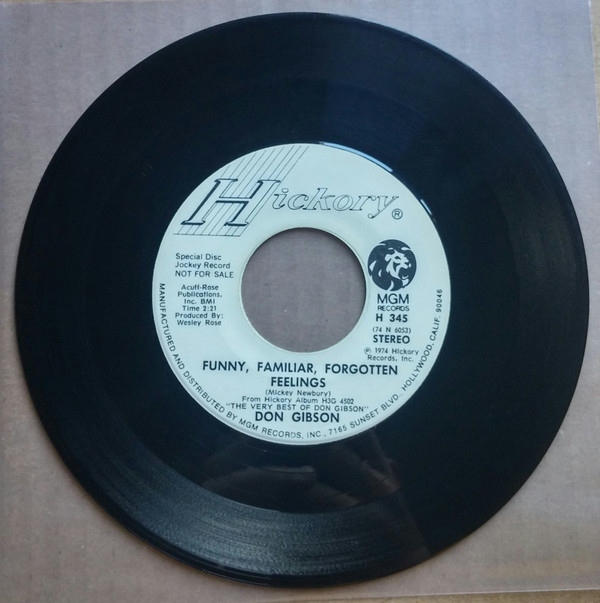 Hickory®
Special Disc
Jockey Record
NOT FOR SALE
Acuff-Rose
Publications,
Inc. BMI
Time 2:21
Produced By:
Wesley Rose
MGM
RECORDS
H 345
(74 N 6053)
STEREO
℗ 1974 Hickory
Records, Inc.
FUNNY, FAMILIAR, FORGOTTEN
FEELINGS
(Mickey Newbury)
From Hickory Album H3G 4502
"THE VERY BEST OF DON GIBSON"
DON GIBSON
MANUFACTURED AND DISTRIBUTED BY MGM RECORDS, INC., 7165 SUNSET BLVD., HOLLYWOOD, CALIF. 90046